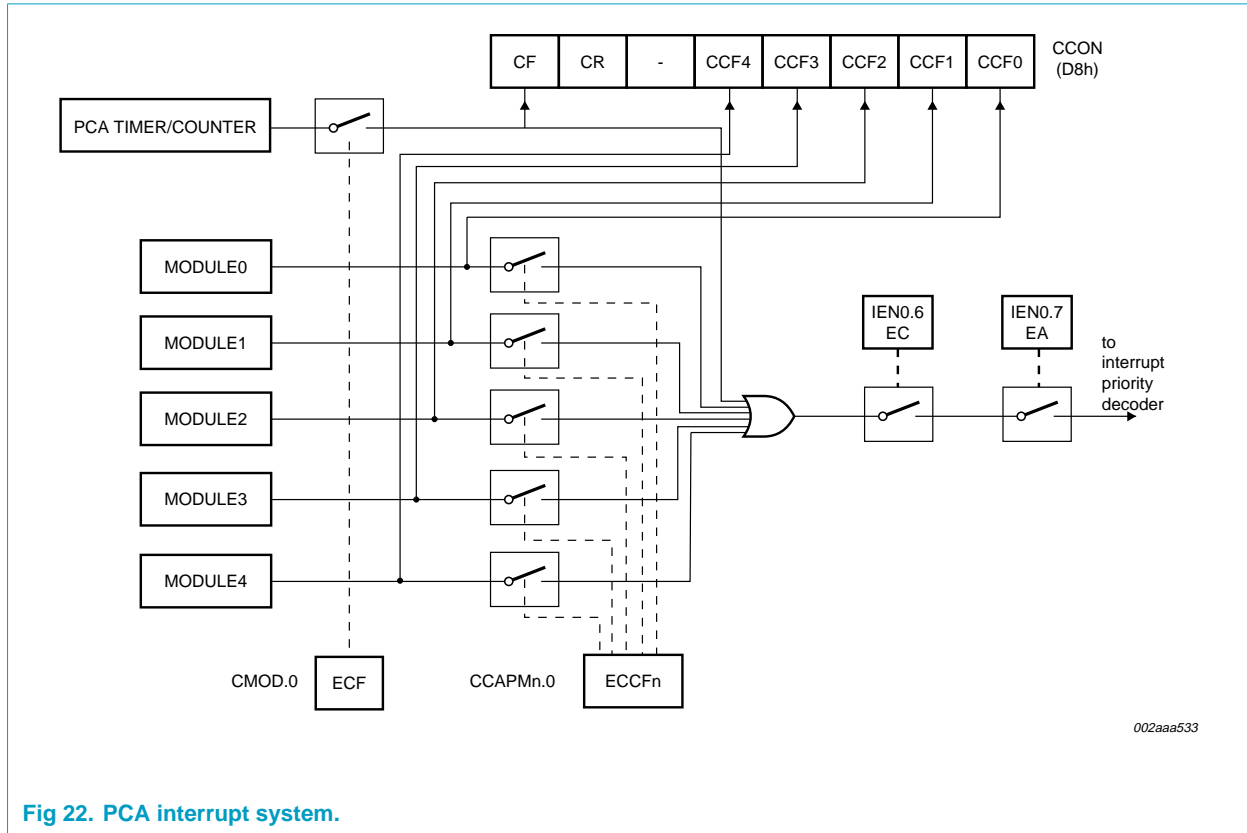 CF CR - CCF4 CCF3 CCF2 CCF1 CCF0
CCON
(D8h)
PCA TIMER/COUNTER
MODULE0
MODULE1
MODULE2
MODULE3
MODULE4
IEN0.6
EC
IEN0.7
EA
to
interrupt
priority
decoder
CMOD.0
ECF
CCAPMn.0
ECCFn
002aaa533
Fig 22. PCA interrupt system.